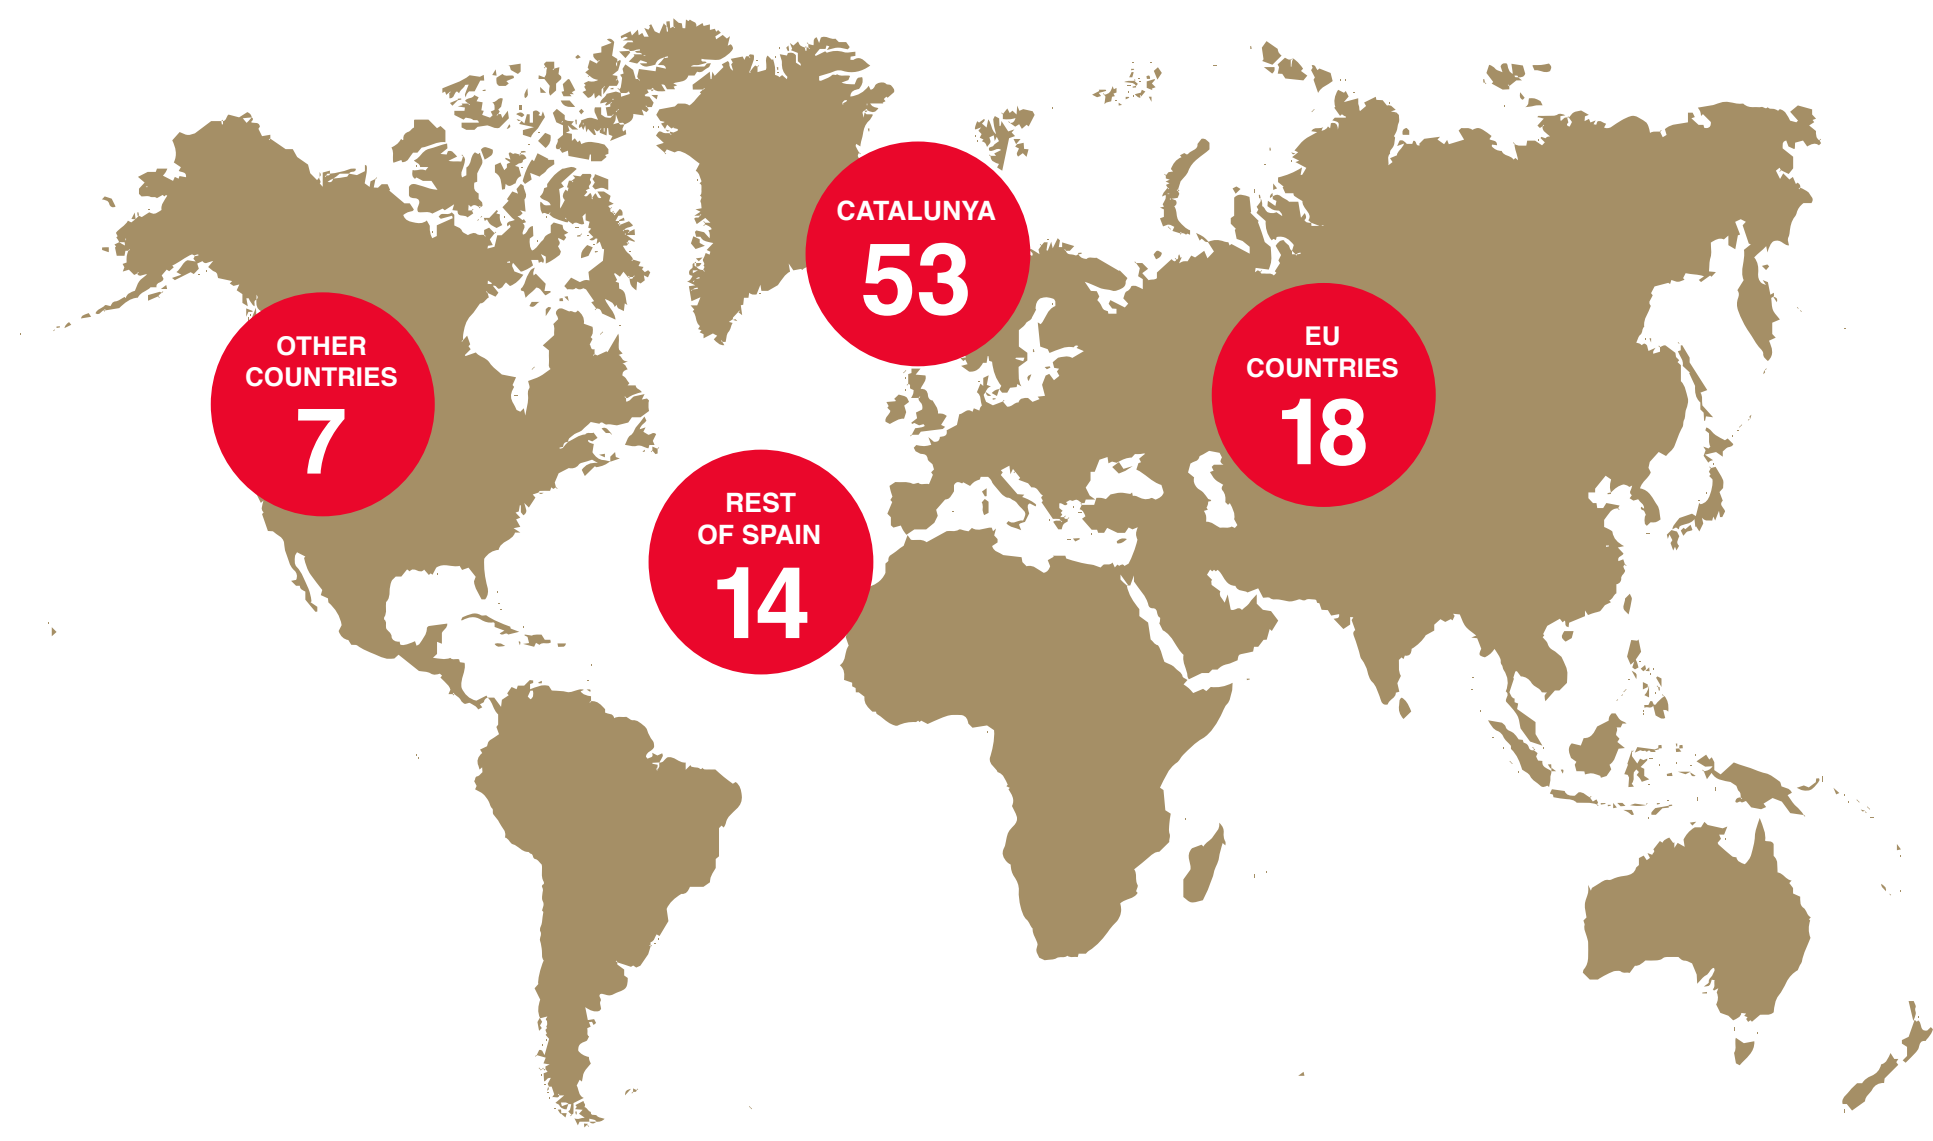 CATALUNYA
53
OTHER
COUNTRIES
7
EU
COUNTRIES
18
REST
OF SPAIN
14